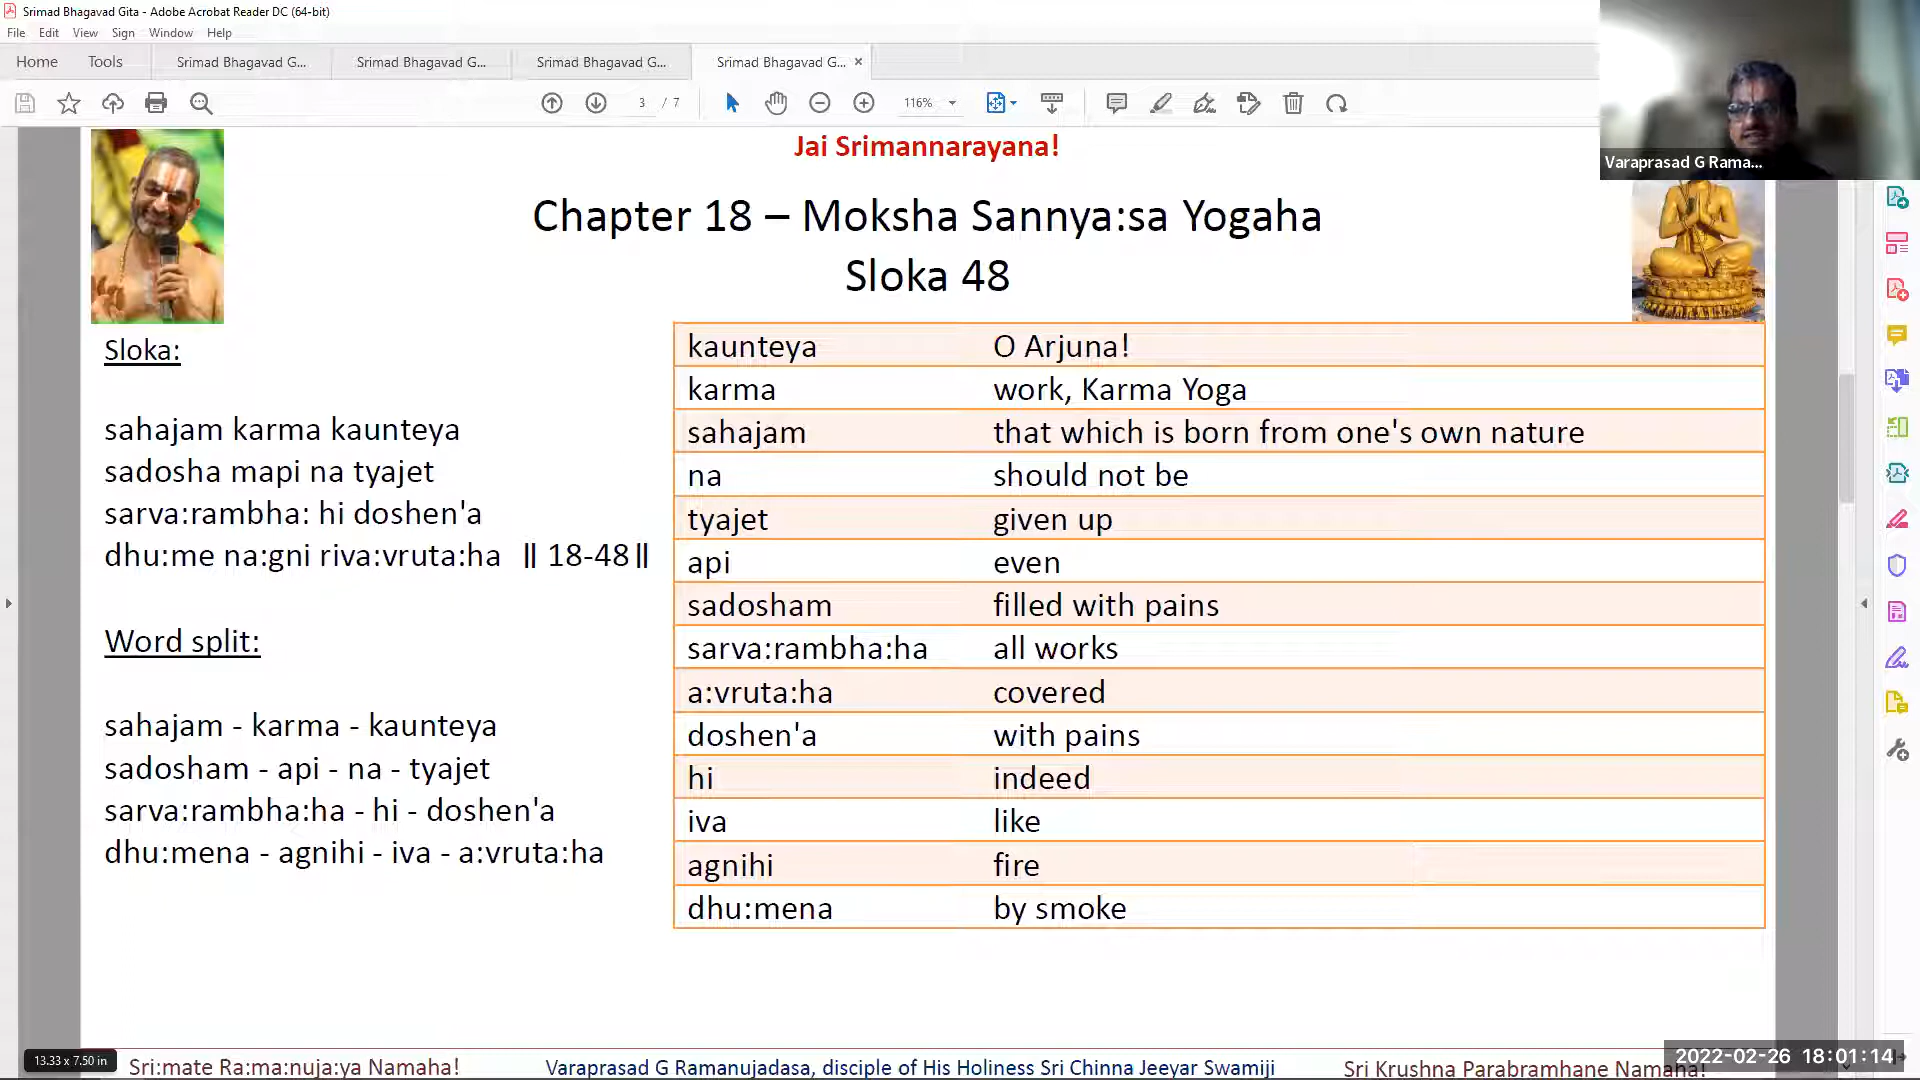 Srimad Bhagavad Gita - Adobe Acrobat Reader DC (64-bit)
File Edit View Sign Window Help
Home Tools Srimad Bhagavad G... Srimad Bhagavad G... Srimad Bhagavad G... Srimad Bhagavad G... ×
3 / 7 116%
Varaprasad G Rama...
Jai Srimannarayana!
Chapter 18 – Moksha Sannya:sa Yogaha
Sloka 48
Sloka:
sahajam karma kaunteya
sadosha mapi na tyajet
sarva:rambha: hi doshen'a
dhu:me na:gni riva:vruta:ha ‖ 18-48‖
Word split:
sahajam - karma - kaunteya
sadosham - api - na - tyajet
sarva:rambha:ha - hi - doshen'a
dhu:mena - agnihi - iva - a:vruta:ha
kaunteya O Arjuna!
karma work, Karma Yoga
sahajam that which is born from one's own nature
na should not be
tyajet given up
api even
sadosham filled with pains
sarva:rambha:ha all works
a:vruta:ha covered
doshen'a with pains
hi indeed
iva like
agnihi fire
dhu:mena by smoke
13.33 x 7.50 in
Sri:mate Ra:ma:nuja:ya Namaha! Varaprasad G Ramanujadasa, disciple of His Holiness Sri Chinna Jeeyar Swamiji Sri Krushna Parabramhane Namaha!
2022-02-26 18:01:14